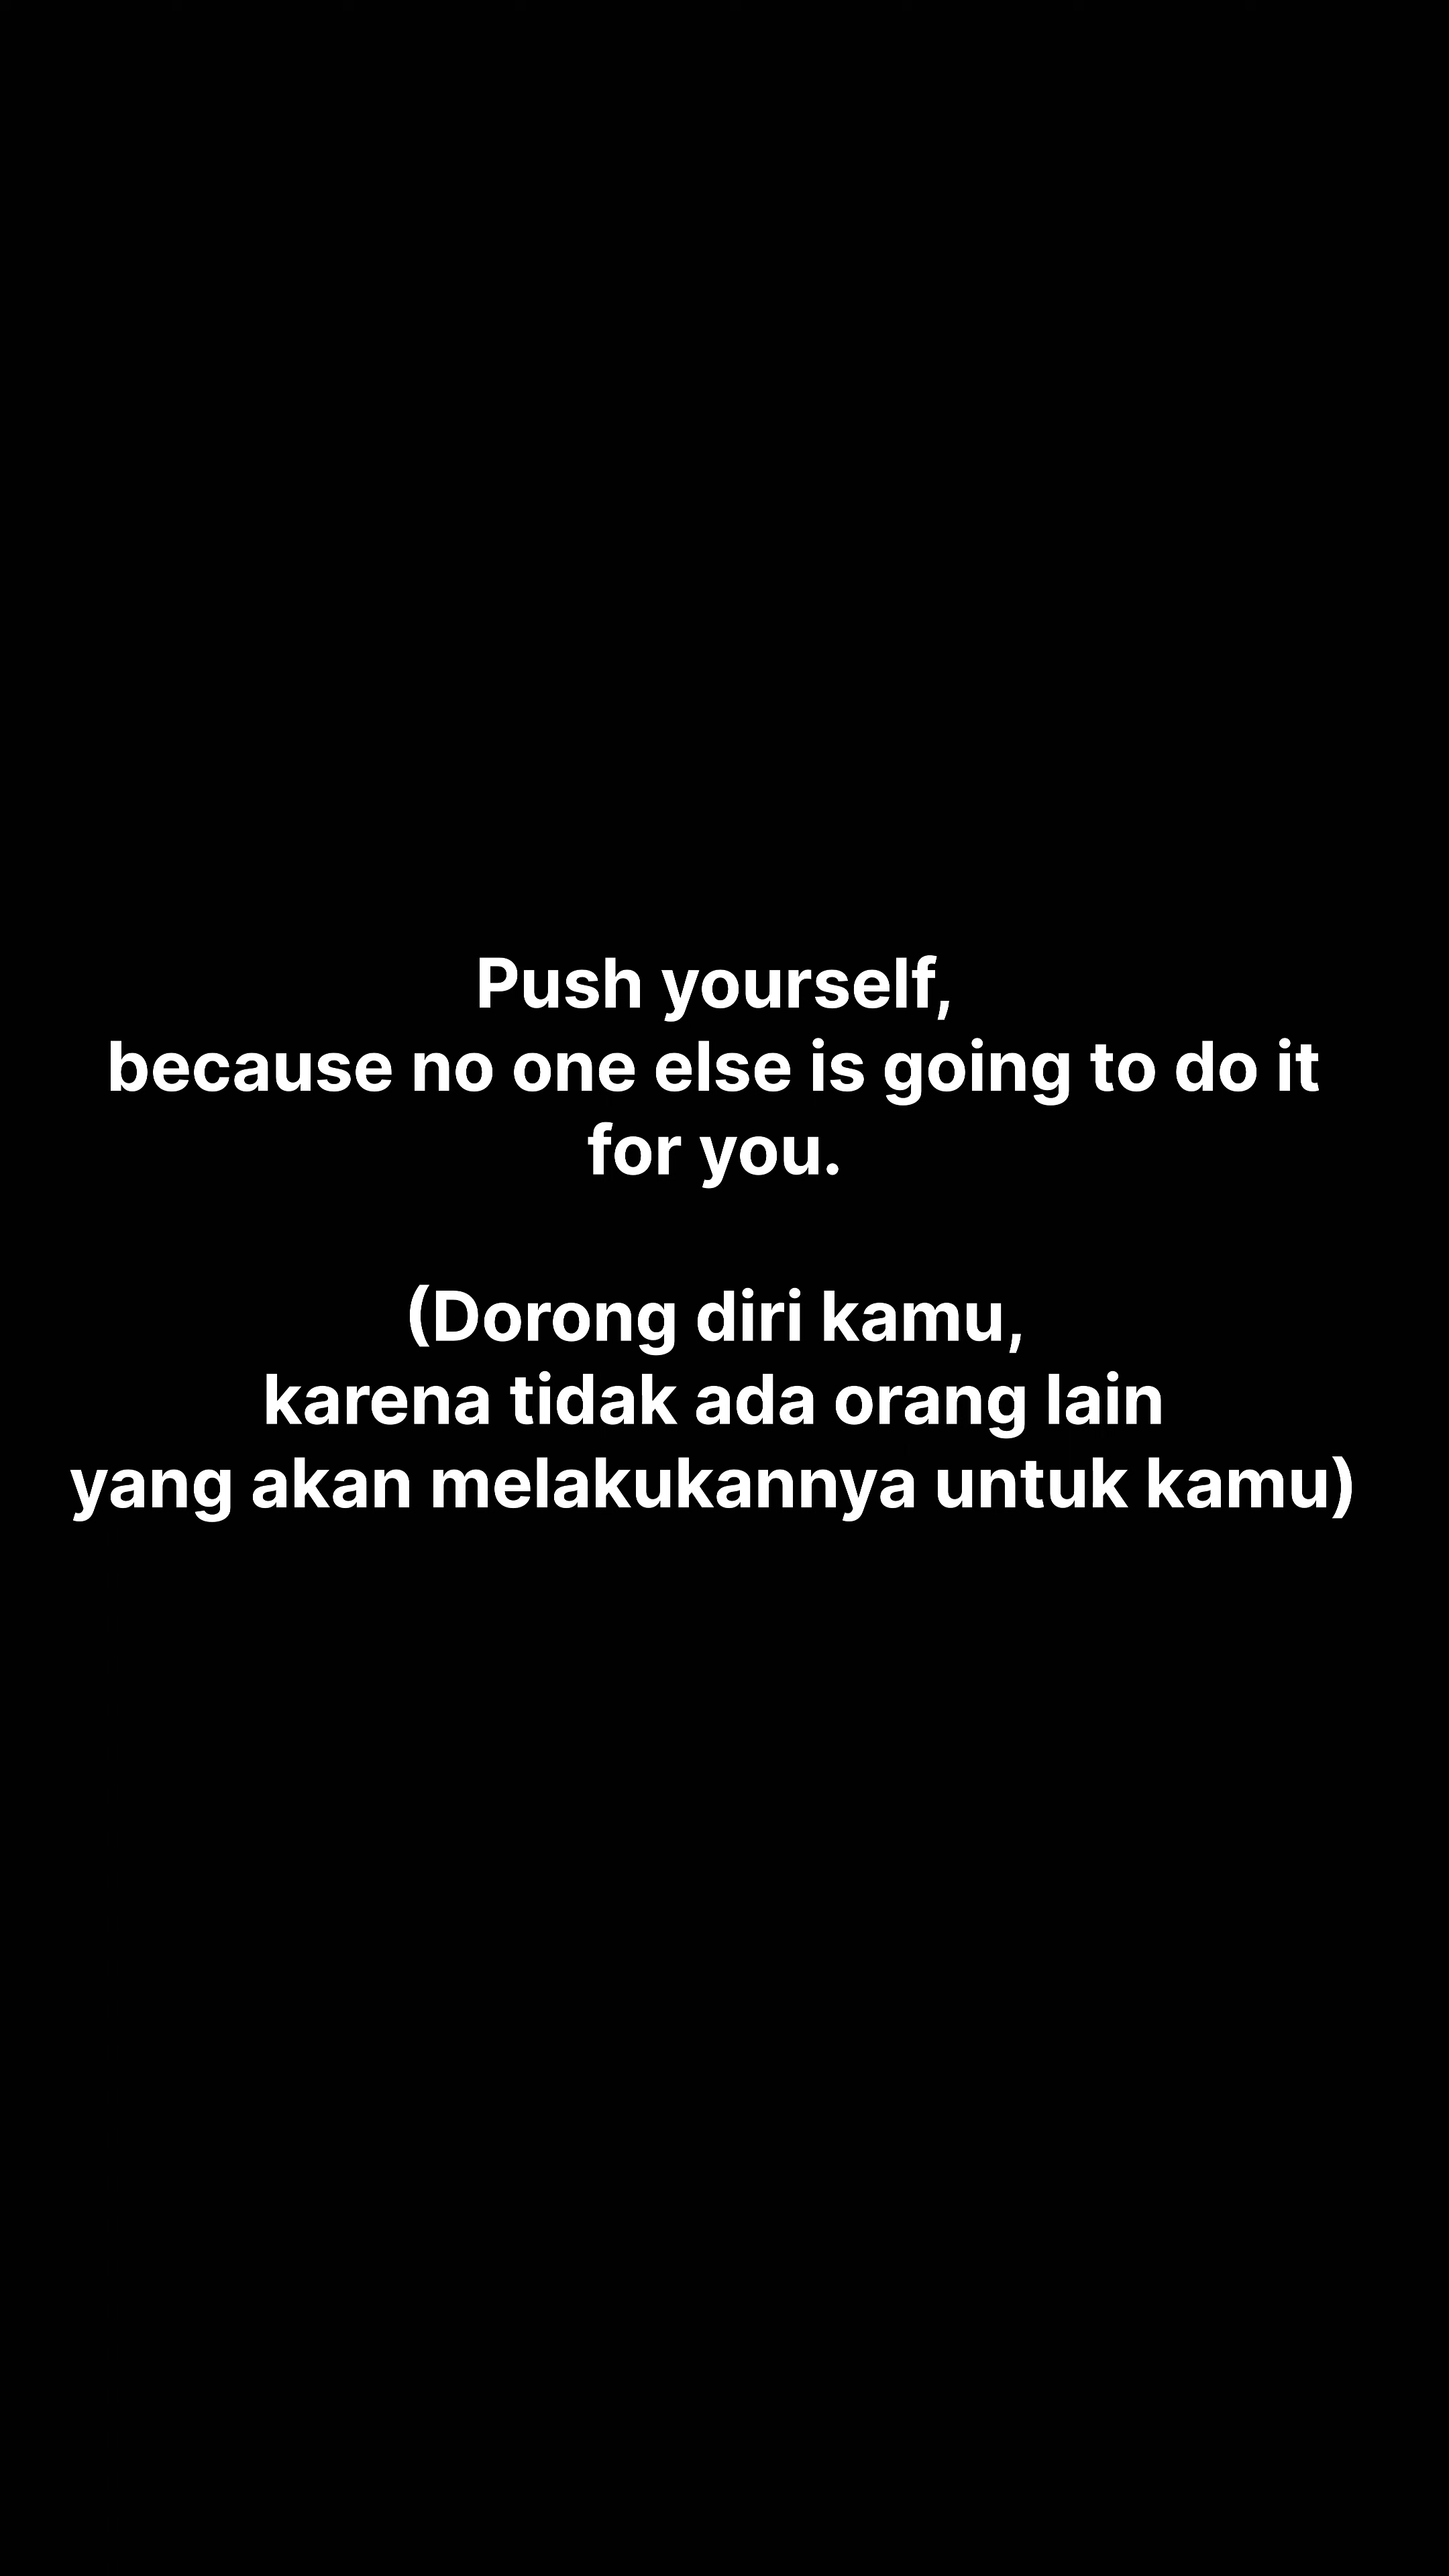 Push yourself,
because no one else is going to do it
for you.
(Dorong diri kamu,
karena tidak ada orang lain
yang akan melakukannya untuk kamu)